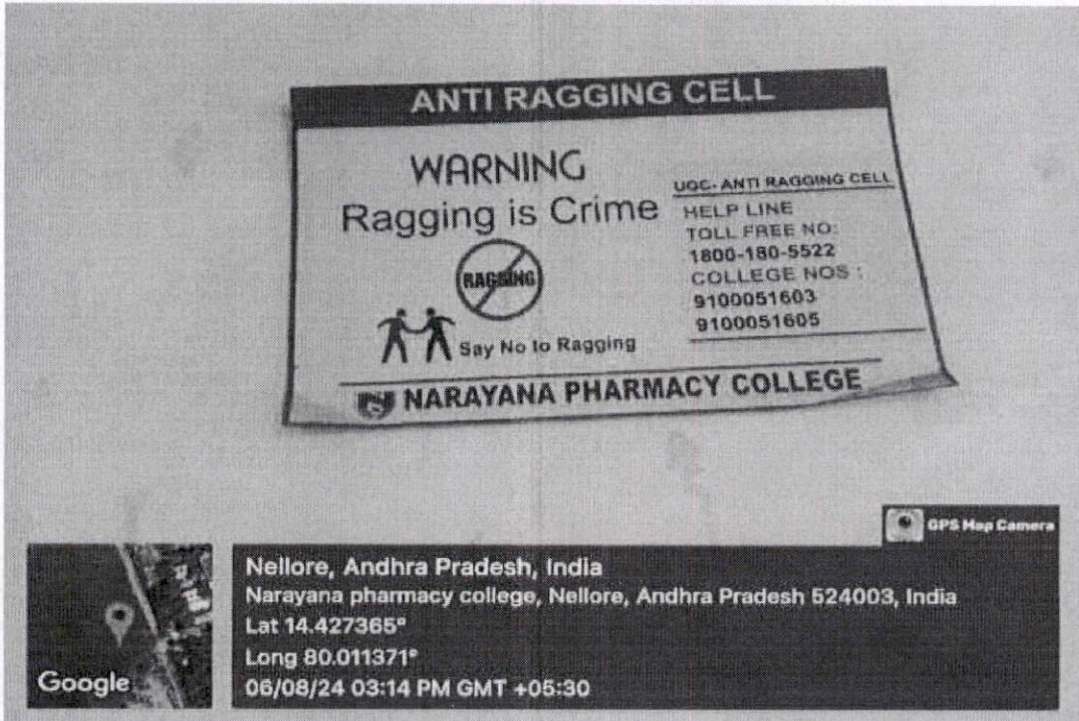 ANTI RAGGING CELL
WARNING
Ragging is Crime
RAGGING
Say No to Ragging
UGC- ANTI RAGGING CELL
HELP LINE
TOLL FREE NO:
1800-180-5522
COLLEGE NOS :
9100051603
9100051605
NARAYANA PHARMACY COLLEGE
GPS Map Camera
Google
Nellore, Andhra Pradesh, India
Narayana pharmacy college, Nellore, Andhra Pradesh 524003, India
Lat 14.427365°
Long 80.011371°
06/08/24 03:14 PM GMT +05:30